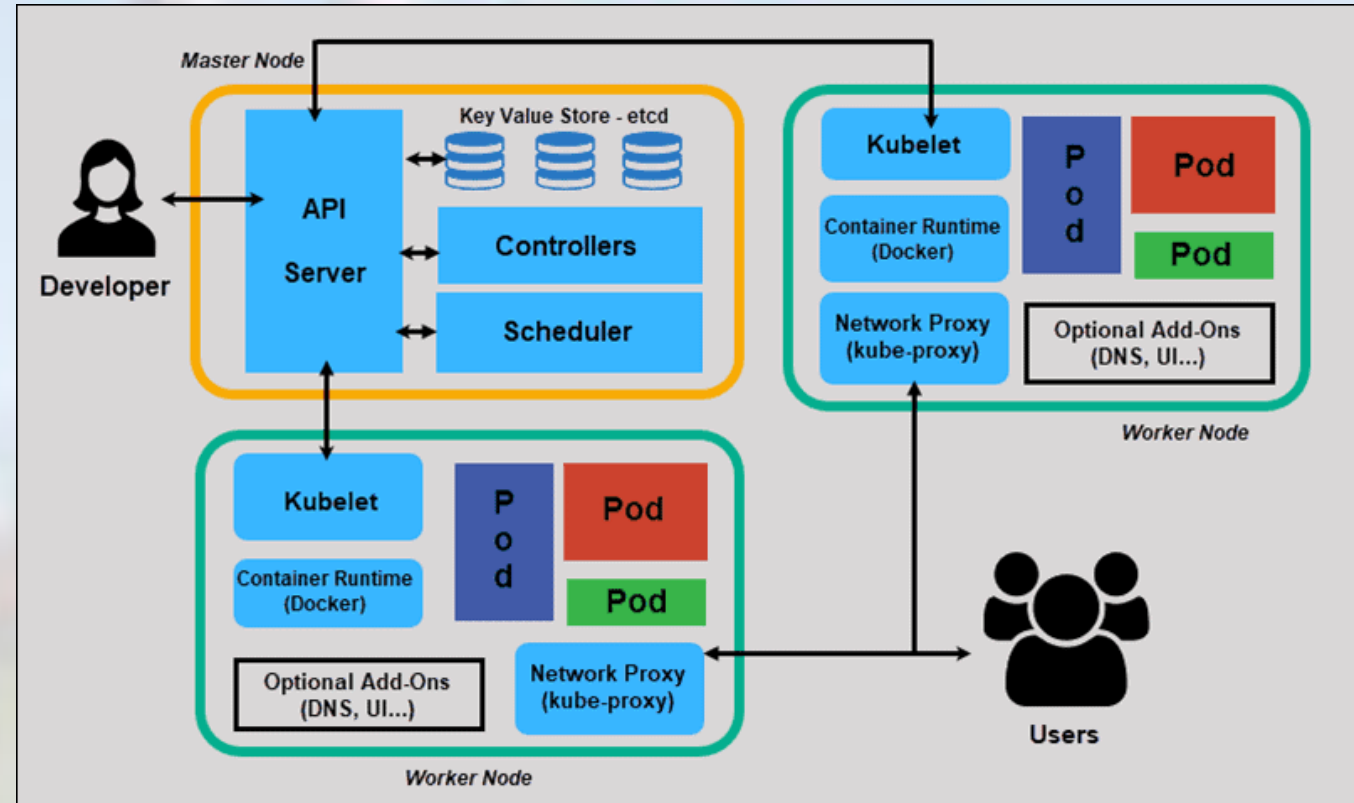 Master Node
Key Value Store - etcd
API
Server
Controllers
Scheduler
Developer
Kubelet
Container Runtime
(Docker)
Network Proxy
(kube-proxy)
P
o
d
Pod
Pod
Optional Add-Ons
(DNS, UI...)
Worker Node
Kubelet
Container Runtime
(Docker)
P
o
d
Pod
Pod
Optional Add-Ons
(DNS, UI...)
Network Proxy
(kube-proxy)
Worker Node
Users